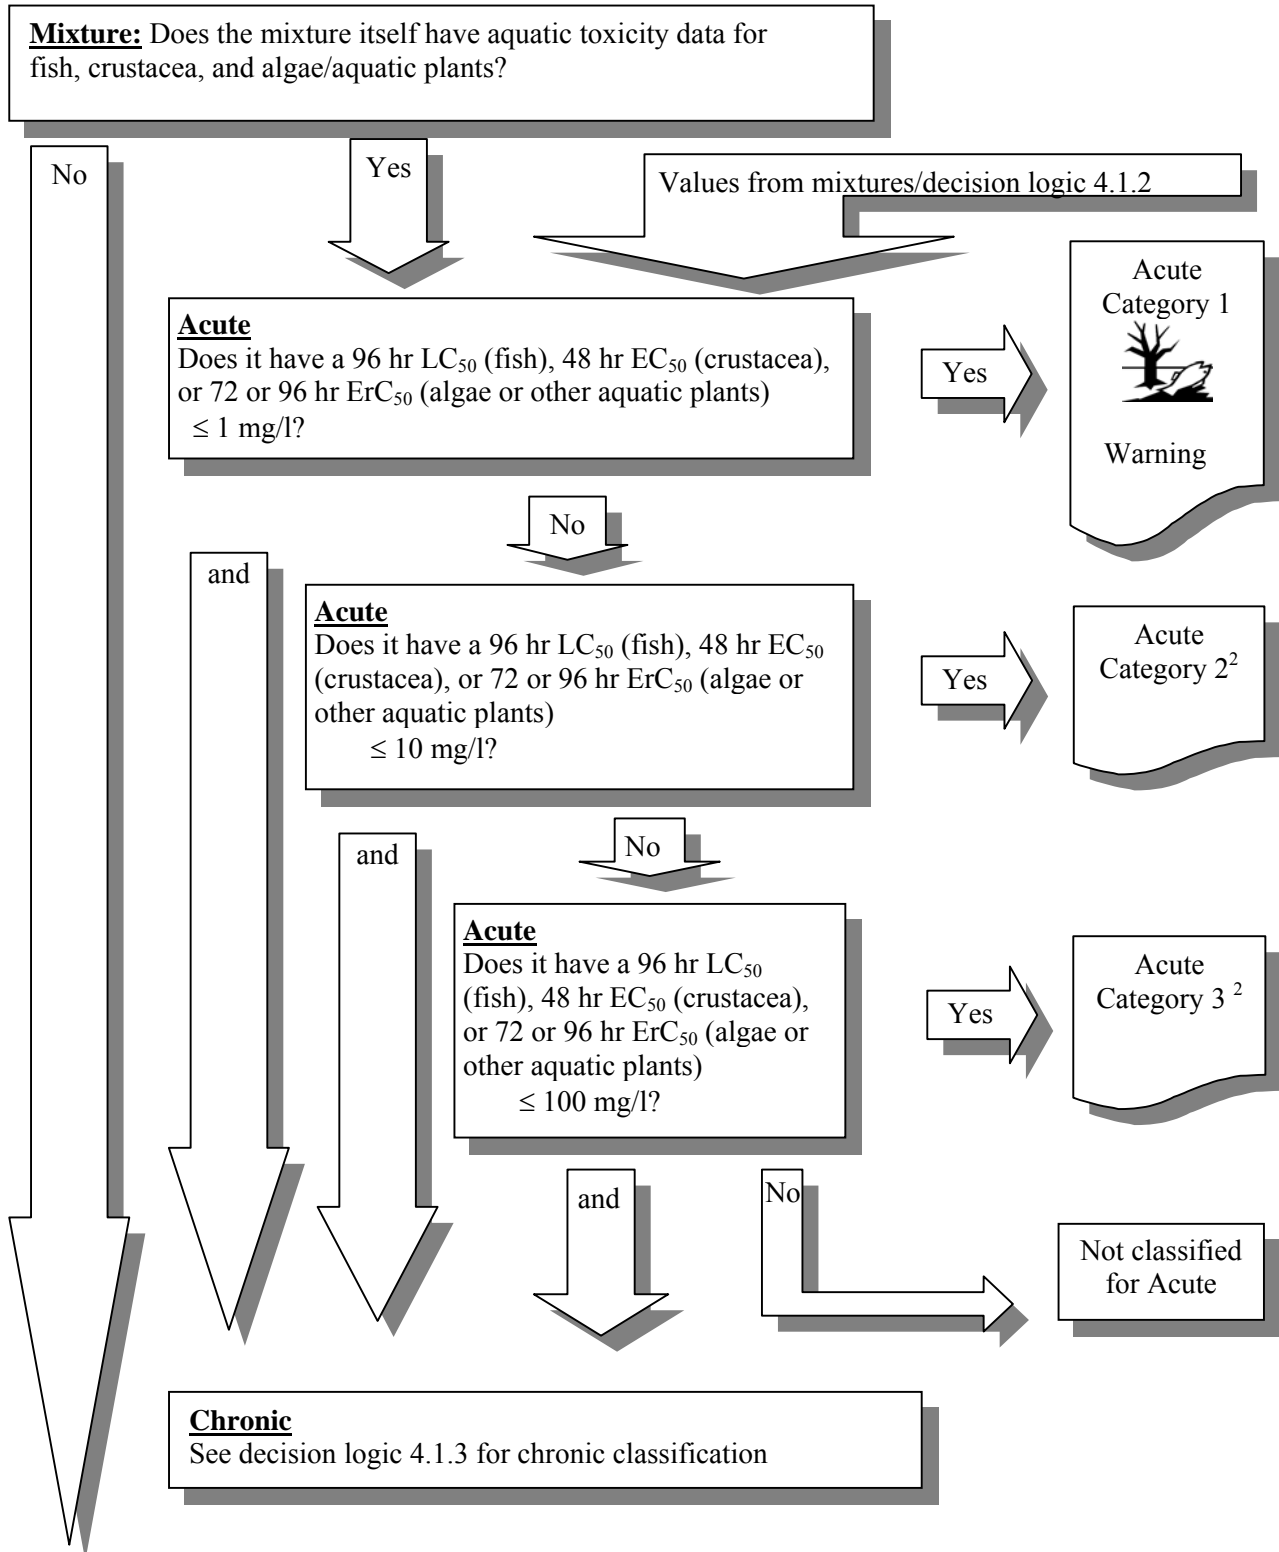 Mixture: Does the mixture itself have aquatic toxicity data for
fish, crustacea, and algae/aquatic plants?
No
Yes
Values from mixtures/decision logic 4.1.2
Acute
Does it have a 96 hr LC50 (fish), 48 hr EC50 (crustacea),
or 72 or 96 hr ErC50 (algae or other aquatic plants)
≤ 1 mg/l?
Yes
Acute
Category 1
Warning
No
and
Acute
Does it have a 96 hr LC50 (fish), 48 hr EC50
(crustacea), or 72 or 96 hr ErC50 (algae or
other aquatic plants)
≤ 10 mg/l?
Yes
Acute
Category 2²
and
No
Acute
Does it have a 96 hr LC50
(fish), 48 hr EC50 (crustacea),
or 72 or 96 hr ErC50 (algae or
other aquatic plants)
≤ 100 mg/l?
Yes
Acute
Category 3 ²
and
No
Not classified
for Acute
Chronic
See decision logic 4.1.3 for chronic classification